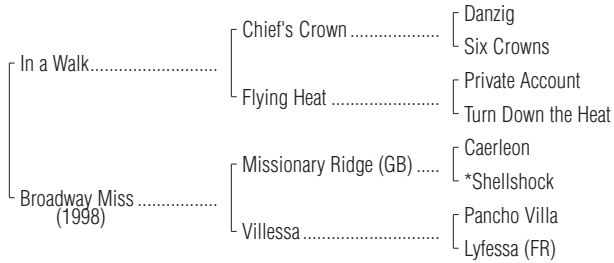 Danzig
Chief's Crown ....................
Six Crowns
In a Walk.............................
Private Account
Flying Heat ........................
Turn Down the Heat
Caerleon
Missionary Ridge (GB) .....
*Shellshock
Broadway Miss ..................
(1998)
Pancho Villa
Villessa ..............................
Lyfessa (FR)